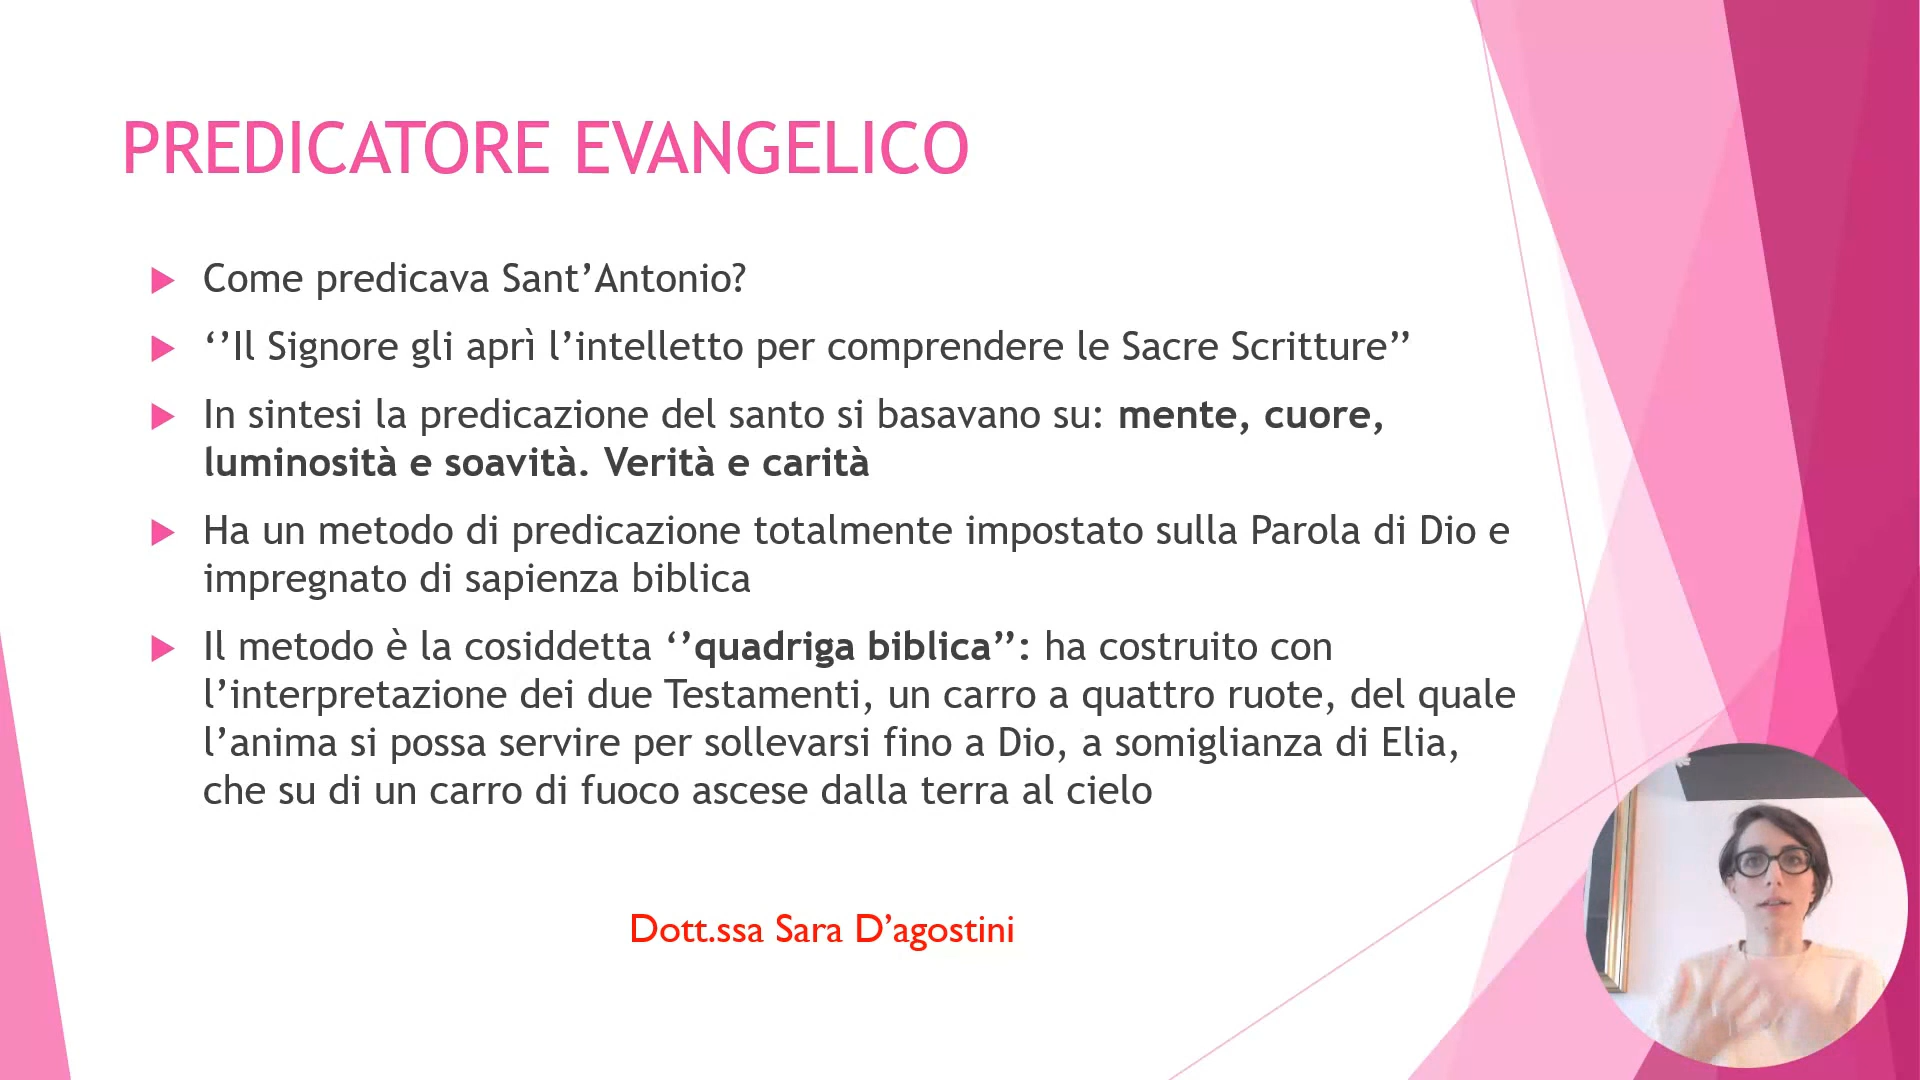 PREDICATORE EVANGELICO
Come predicava Sant’Antonio?
‘’Il Signore gli aprì l’intelletto per comprendere le Sacre Scritture’’
In sintesi la predicazione del santo si basavano su: mente, cuore,
luminosità e soavità. Verità e carità
Ha un metodo di predicazione totalmente impostato sulla Parola di Dio e
impregnato di sapienza biblica
Il metodo è la cosiddetta ‘’quadriga biblica’’: ha costruito con
l’interpretazione dei due Testamenti, un carro a quattro ruote, del quale
l’anima si possa servire per sollevarsi fino a Dio, a somiglianza di Elia,
che su di un carro di fuoco ascese dalla terra al cielo
Dott.ssa Sara D’agostini